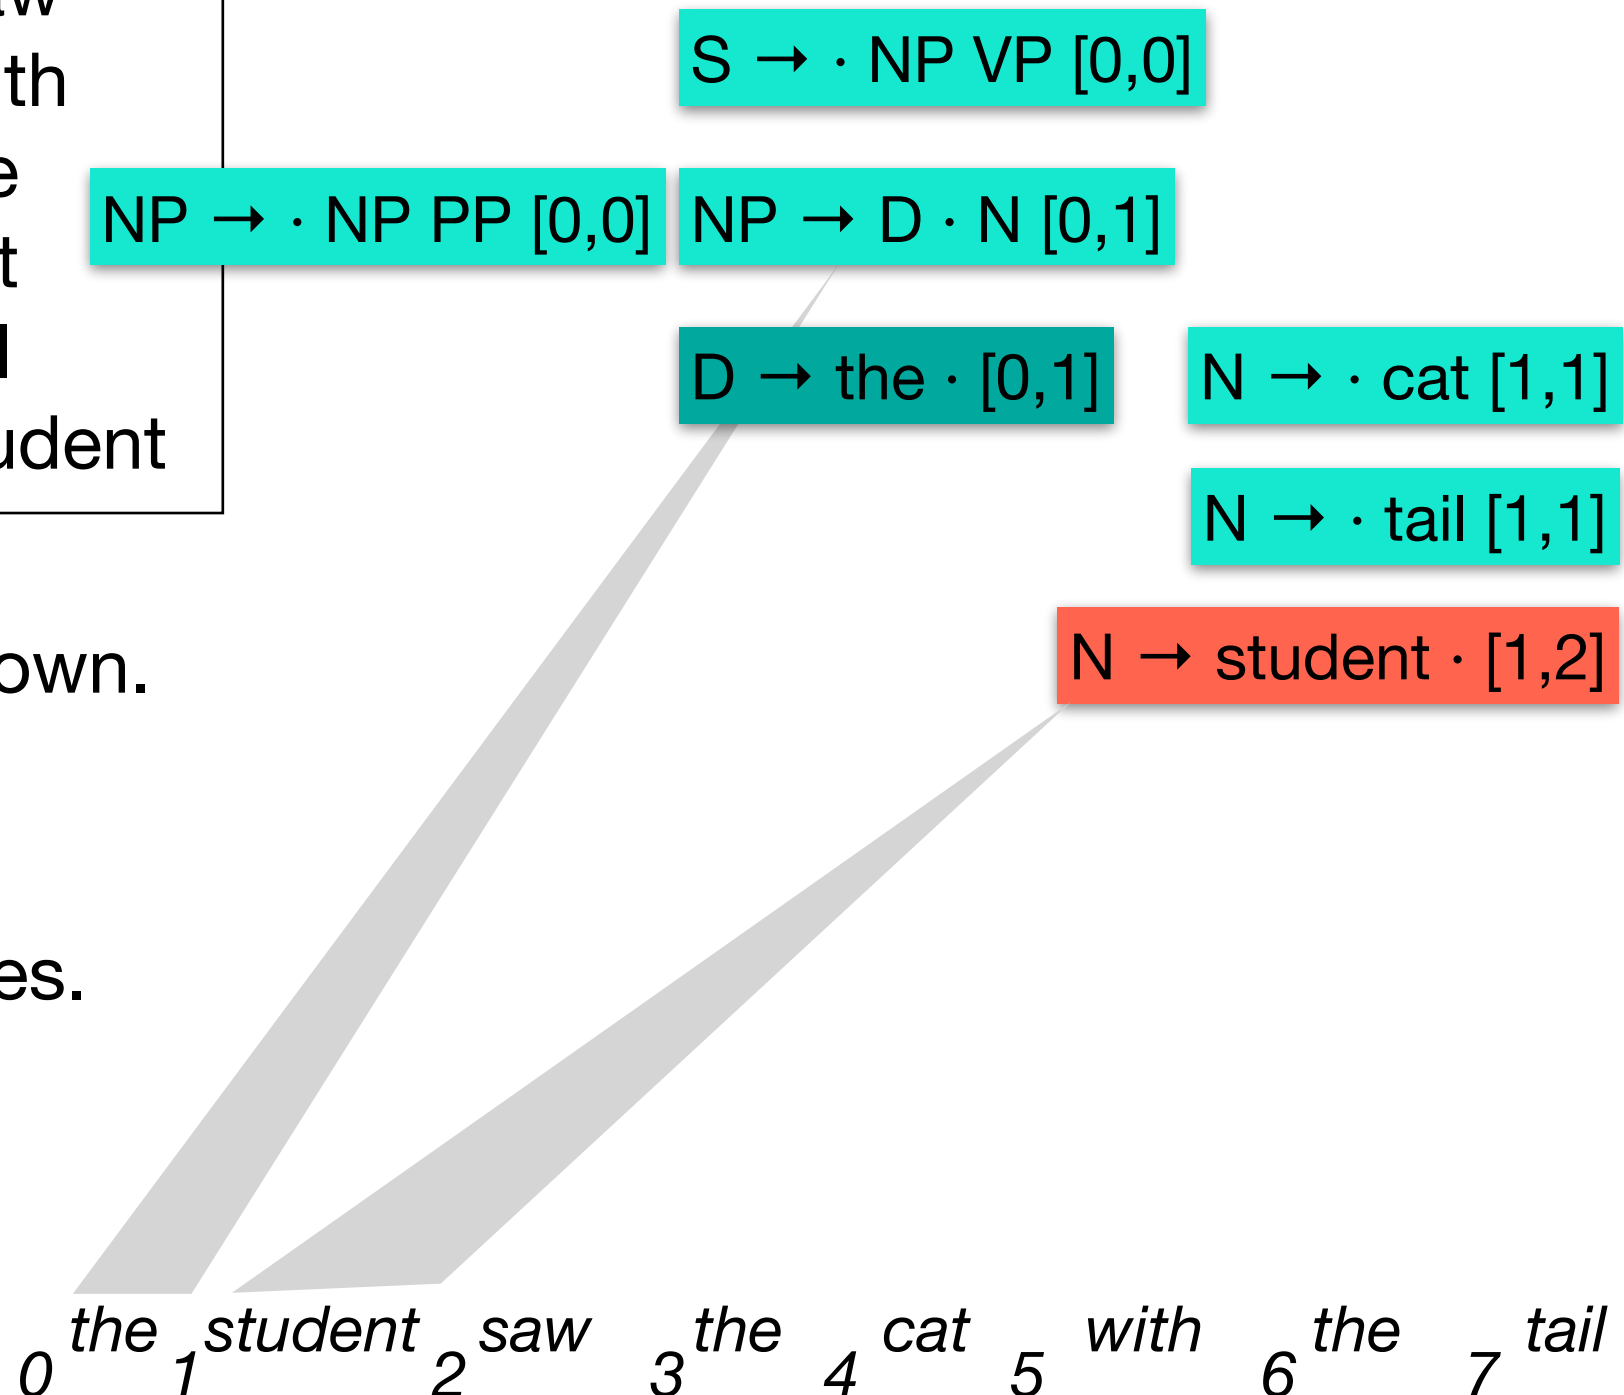 S → · NP VP [0,0]
th
e
NP → · NP PP [0,0]
NP → D · N [0,1]
t
D → the · [0,1]
N → · cat [1,1]
udent
N → · tail [1,1]
own.
N → student · [1,2]
es.
the student saw the cat with the tail
0 1 2 3 4 5 6 7